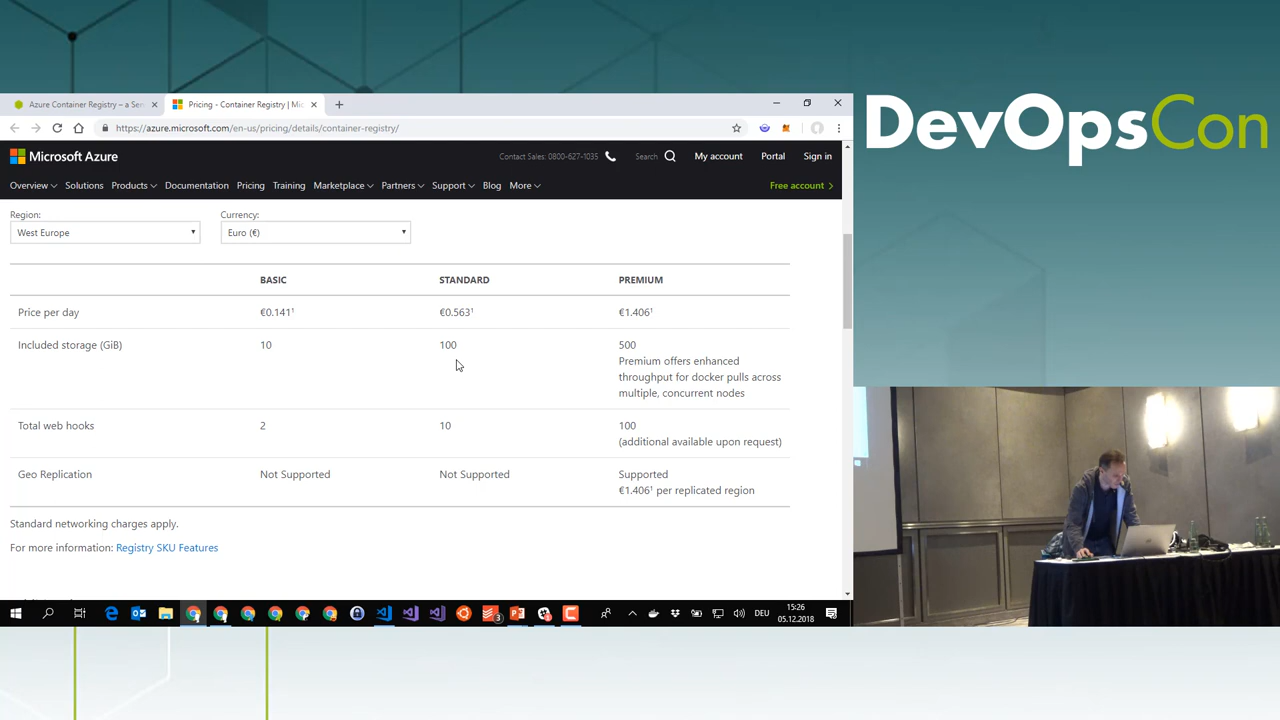 Azure Container Registry – a Ser
Pricing - Container Registry | Mic
https://azure.microsoft.com/en-us/pricing/details/container-registry/
Microsoft Azure
Contact Sales: 0800-627-1035
Search
My account
Portal
Sign in
Overview
Solutions
Products
Documentation
Pricing
Training
Marketplace
Partners
Support
Blog
More
Free account
Region:
Currency:
West Europe
Euro (€)
BASIC STANDARD PREMIUM
Price per day €0.141¹ €0.563¹ €1.406¹
Included storage (GiB) 10 100 500
Premium offers enhanced
throughput for docker pulls across
multiple, concurrent nodes
Total web hooks 2 10 100
(additional available upon request)
Geo Replication Not Supported Not Supported Supported
€1.406¹ per replicated region
Standard networking charges apply.
For more information: Registry SKU Features
3
DEU
15:26
05.12.2018
DevOpsCon